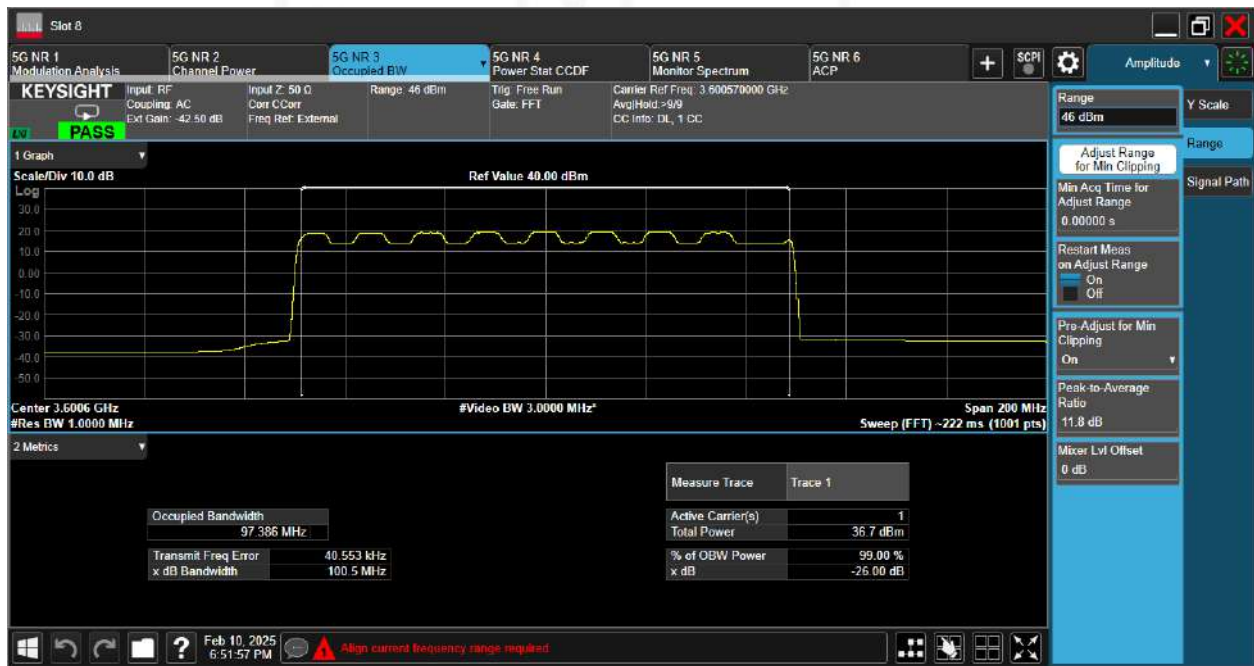 Slot 8
5G NR 1
Modulation Analysis
5G NR 2
Channel Power
5G NR 3
Occupied BW
5G NR 4
Power Stat CCDF
5G NR 5
Monitor Spectrum
5G NR 6
ACP
SCPI
Amplitude
KEYSIGHT
PASS
Input: RF
Coupling: AC
Ext Gain: -42.50 dB
Input Z: 50 Ω
Corr CCorr
Freq Ref: External
Range: 46 dBm
Trig: Free Run
Gate: FFT
Carrier Ref Freq: 3.600570000 GHz
Avg|Hold:>9/9
CC Info: DL, 1 CC
1 Graph
Scale/Div 10.0 dB
Ref Value 40.00 dBm
Log
30.0
20.0
10.0
0.00
-10.0
-20.0
-30.0
-40.0
-50.0
Center 3.6006 GHz
#Video BW 3.0000 MHz*
Span 200 MHz
#Res BW 1.0000 MHz
Sweep (FFT) ~222 ms (1001 pts)
2 Metrics
Measure Trace Trace 1
Occupied Bandwidth
97.386 MHz
Active Carrier(s) 1
Total Power 36.7 dBm
Transmit Freq Error 40.553 kHz
x dB Bandwidth 100.5 MHz
% of OBW Power 99.00 %
x dB -26.00 dB
Range
46 dBm
Adjust Range
for Min Clipping
Min Acq Time for
Adjust Range
0.00000 s
Restart Meas
on Adjust Range
On
Off
Pre-Adjust for Min
Clipping
On
Peak-to-Average
Ratio
11.8 dB
Mixer Lvl Offset
0 dB
Y Scale
Range
Signal Path
?
Feb 10, 2025
6:51:57 PM
Align current frequency range required